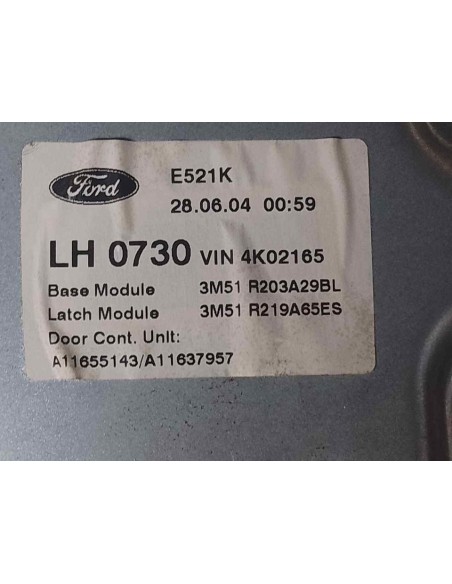 Ford
E521K
28.06.04 00:59
LH 0730 VIN 4K02165
Base Module 3M51 R203A29BL
Latch Module 3M51 R219A65ES
Door Cont. Unit:
A11655143/A11637957